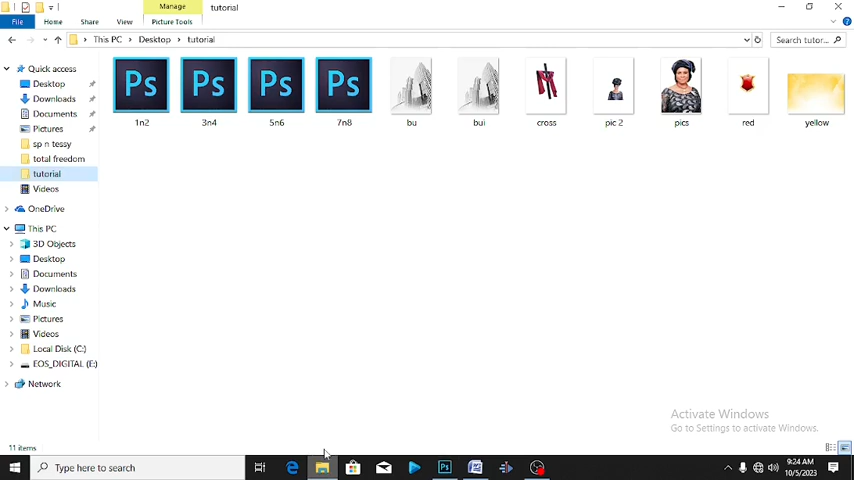 Manage
tutorial
File
Home
Share
View
Picture Tools
This PC
Desktop
tutorial
Search tutor...
Quick access
Desktop
Downloads
Documents
Pictures
sp n tessy
total freedom
tutorial
Videos
OneDrive
This PC
3D Objects
Desktop
Documents
Downloads
Music
Pictures
Videos
Local Disk (C:)
EOS_DIGITAL (E:)
Network
Ps
Ps
Ps
Ps
1n2
3n4
5n6
7n8
bu
bui
cross
pic 2
pics
red
yellow
Activate Windows
Go to Settings to activate Windows.
11 items
Type here to search
Ps
9:24 AM
10/5/2023